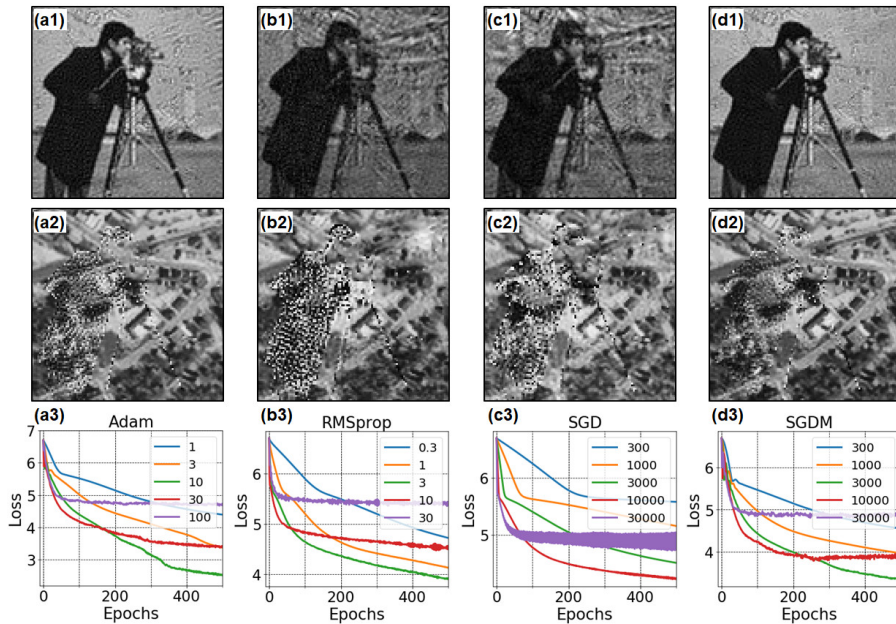 (a1) (b1) (c1) (d1)
(a2) (b2) (c2) (d2)
(a3) Adam (b3) RMSprop (c3) SGD (d3) SGDM
7
6
5
4
3
Loss
0 200 400
Epochs
1
3
10
30
100
6
5
4
Loss
0 200 400
Epochs
0.3
1
3
10
30
6
5
Loss
0 200 400
Epochs
300
1000
3000
10000
30000
6
5
4
Loss
0 200 400
Epochs
300
1000
3000
10000
30000